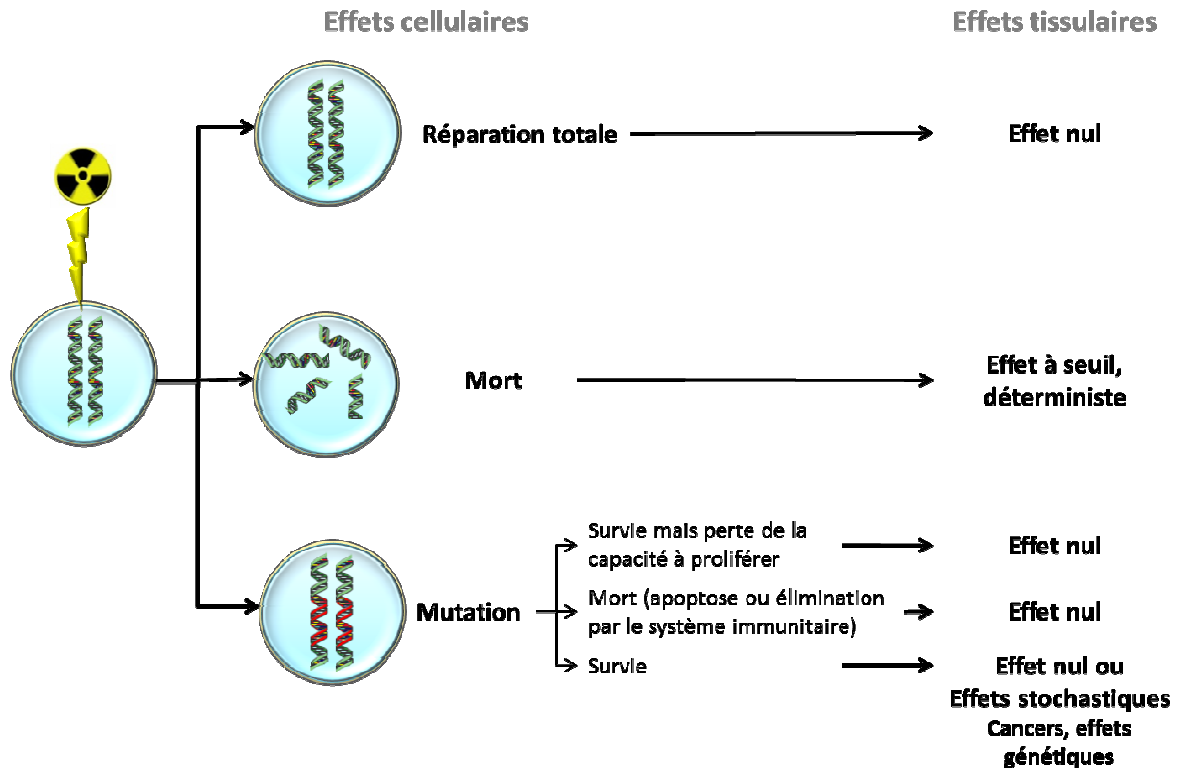 Effets cellulaires
Effets tissulaires
Réparation totale
Effet nul
Mort
Effet à seuil,
déterministe
Mutation
Survie mais perte de la
capacité à proliférer
Effet nul
Mort (apoptose ou élimination
par le système immunitaire)
Effet nul
Survie
Effet nul ou
Effets stochastiques
Cancers, effets
génétiques